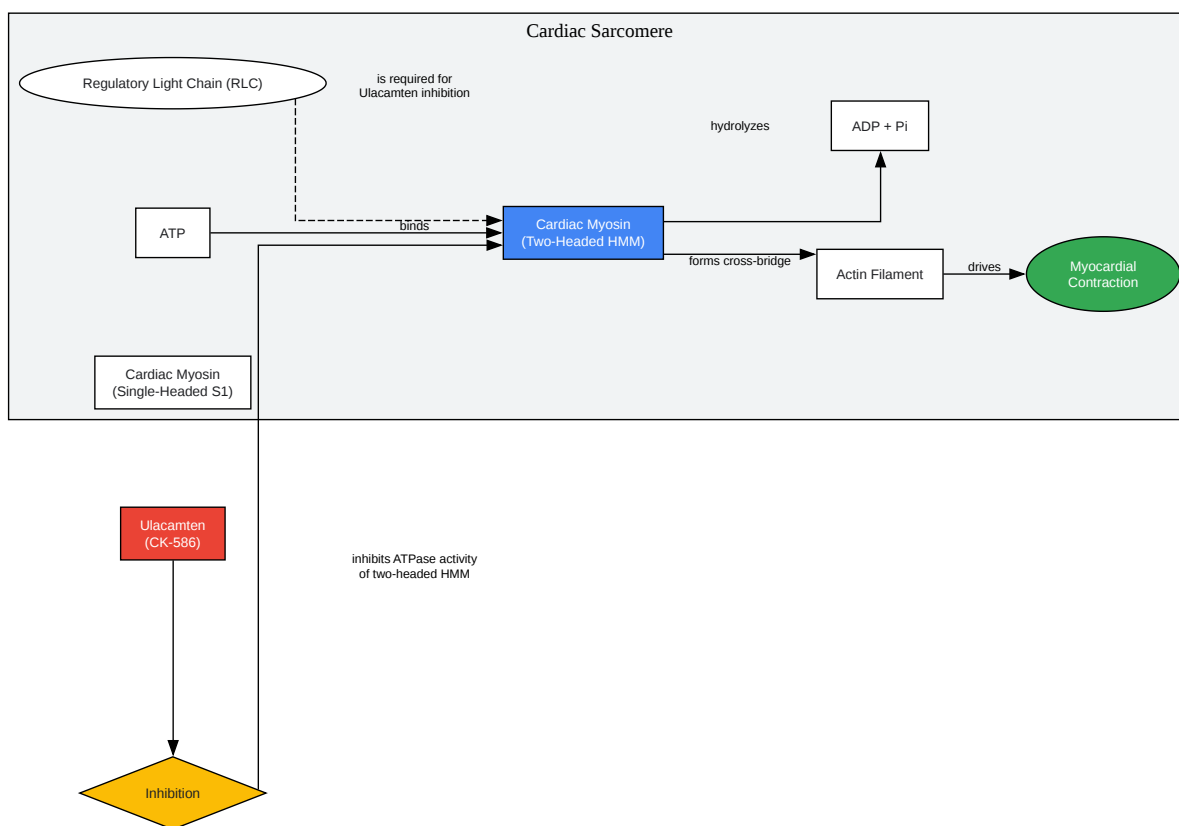 Cardiac Sarcomere
Regulatory Light Chain (RLC)
is required for
Ulacamten inhibition
hydrolyzes
ADP + Pi
ATP
binds
Cardiac Myosin
(Two-Headed HMM)
forms cross-bridge
Actin Filament
drives
Myocardial
Contraction
Cardiac Myosin
(Single-Headed S1)
Ulacamten
(CK-586)
inhibits ATPase activity
of two-headed HMM
Inhibition